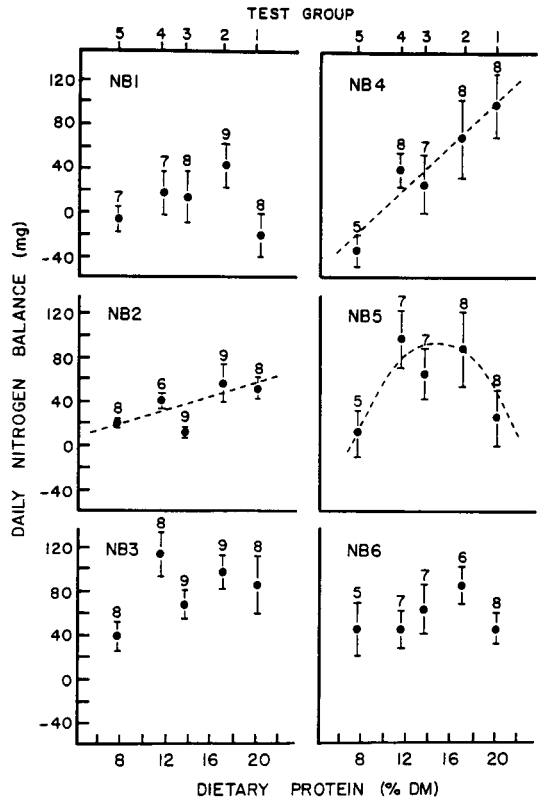 TEST GROUP
5 4 3 2 1 5 4 3 2 1
DAILY NITROGEN BALANCE (mg)
NB1
120
80
40
0
-40
7 7 8 9 8
NB4
5 8 7 8 8
NB2
120
80
40
0
-40
8 6 9 9 8
NB5
5 7 7 8 8
NB3
120
80
40
0
-40
8 8 9 9 8
NB6
5 7 7 6 8
8 12 16 20 8 12 16 20
DIETARY PROTEIN (% DM)